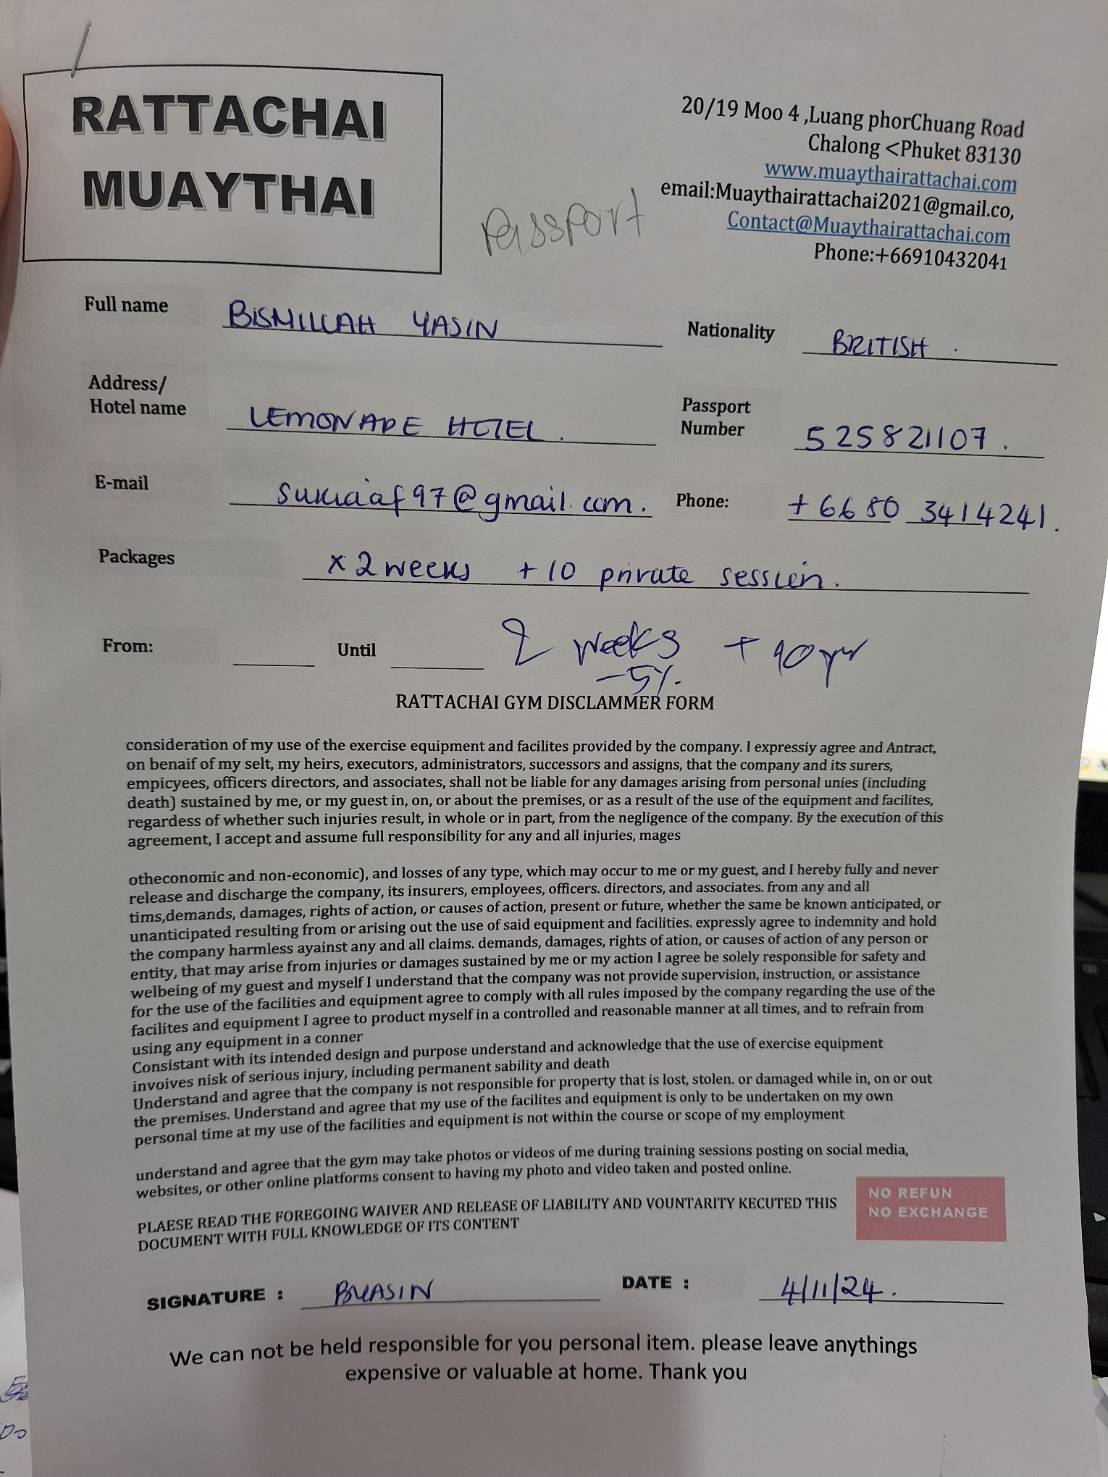 RATTACHAI
MUAYTHAI
20/19 Moo 4 ,Luang phorChuang Road
Chalong <Phuket 83130
www.muaythairattachai.com
email:Muaythairattachai2021@gmail.co,
Contact@Muaythairattachai.com
Phone:+66910432041
Passport
Full name BISMILLAH YASIN Nationality BRITISH .
Address/
Hotel name LEMONADE HOTEL . Passport
Number 525821107 .
E-mail @gmail.com . Phone: +6680 3414241.
Packages x 2 weeks + 10 private session .
From: Until 2 weeks + 10
-5%.
RATTACHAI GYM DISCLAMMER FORM
consideration of my use of the exercise equipment and facilites provided by the company. I expressiy agree and Antract,
on benaif of my selt, my heirs, executors, administrators, successors and assigns, that the company and its surers,
empicyees, officers directors, and associates, shall not be liable for any damages arising from personal unies (including
death) sustained by me, or my guest in, on, or about the premises, or as a result of the use of the equipment and facilites,
regardess of whether such injuries result, in whole or in part, from the negligence of the company. By the execution of this
agreement, I accept and assume full responsibility for any and all injuries, mages
otheconomic and non-economic), and losses of any type, which may occur to me or my guest, and I hereby fully and never
release and discharge the company, its insurers, employees, officers. directors, and associates. from any and all
tims,demands, damages, rights of action, or causes of action, present or future, whether the same be known anticipated, or
unanticipated resulting from or arising out the use of said equipment and facilities. expressly agree to indemnity and hold
the company harmless ayainst any and all claims. demands, damages, rights of ation, or causes of action of any person or
entity, that may arise from injuries or damages sustained by me or my action I agree be solely responsible for safety and
welbeing of my guest and myself I understand that the company was not provide supervision, instruction, or assistance
for the use of the facilities and equipment agree to comply with all rules imposed by the company regarding the use of the
facilites and equipment I agree to product myself in a controlled and reasonable manner at all times, and to refrain from
using any equipment in a conner
Consistant with its intended design and purpose understand and acknowledge that the use of exercise equipment
invoives nisk of serious injury, including permanent sability and death
Understand and agree that the company is not responsible for property that is lost, stolen. or damaged while in, on or out
the premises. Understand and agree that my use of the facilites and equipment is only to be undertaken on my own
personal time at my use of the facilities and equipment is not within the course or scope of my employment
understand and agree that the gym may take photos or videos of me during training sessions posting on social media,
websites, or other online platforms consent to having my photo and video taken and posted online.
PLAESE READ THE FOREGOING WAIVER AND RELEASE OF LIABILITY AND VOUNTARITY KECUTED THIS
DOCUMENT WITH FULL KNOWLEDGE OF ITS CONTENT
NO REFUN
NO EXCHANGE
SIGNATURE : BYASIN DATE : 4/11/24 .
We can not be held responsible for you personal item. please leave anythings
expensive or valuable at home. Thank you